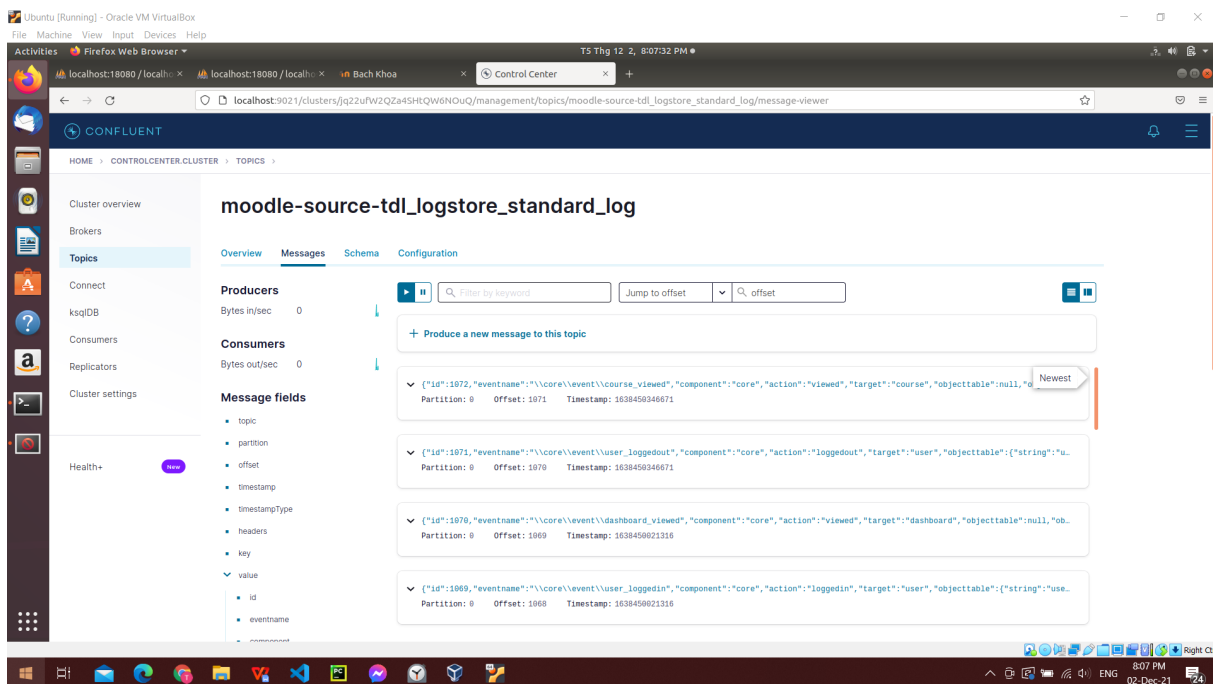 Ubuntu [Running] - Oracle VM VirtualBox
File Machine View Input Devices Help
Activities Firefox Web Browser T5 Thg 12 2, 8:07:32 PM
localhost:18080 / localho × localhost:18080 / localho × Bach Khoa × Control Center × +
localhost:9021/clusters/jq22ufW2QZa4SHtQW6NOuQ/management/topics/moodle-source-tdl_logstore_standard_log/message-viewer
CONFLUENT
HOME > CONTROLCENTER.CLUSTER > TOPICS >
Cluster overview
Brokers
Topics
Connect
ksqlDB
Consumers
Replicators
Cluster settings
Health+ New
moodle-source-tdl_logstore_standard_log
Overview Messages Schema Configuration
Producers
Bytes in/sec 0
Consumers
Bytes out/sec 0
Message fields
topic
partition
offset
timestamp
timestampType
headers
key
value
id
eventname
component
Filter by keyword Jump to offset offset
+ Produce a new message to this topic
Newest
{"id":1072,"eventname":"\\core\\event\\course_viewed","component":"core","action":"viewed","target":"course","objecttable":null,"o
Partition: 0 Offset: 1071 Timestamp: 1638450346671
{"id":1071,"eventname":"\\core\\event\\user_loggedout","component":"core","action":"loggedout","target":"user","objecttable":{"string":"u…
Partition: 0 Offset: 1070 Timestamp: 1638450346671
{"id":1070,"eventname":"\\core\\event\\dashboard_viewed","component":"core","action":"viewed","target":"dashboard","objecttable":null,"ob…
Partition: 0 Offset: 1069 Timestamp: 1638450021316
{"id":1069,"eventname":"\\core\\event\\user_loggedin","component":"core","action":"loggedin","target":"user","objecttable":{"string":"use…
Partition: 0 Offset: 1068 Timestamp: 1638450021316
Right Ct
ENG 8:07 PM
02-Dec-21 24